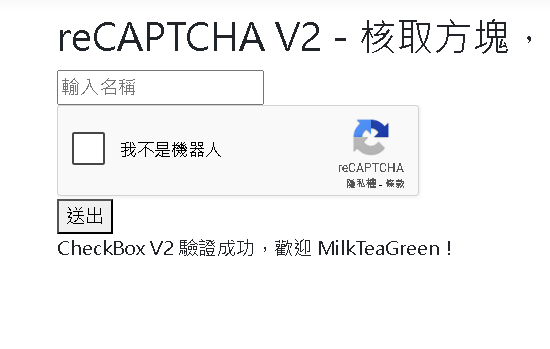 reCAPTCHA V2 - 核取方塊，
輸入名稱
我不是機器人
reCAPTCHA
隱私權 - 條款
送出
CheckBox V2 驗證成功，歡迎 MilkTeaGreen！